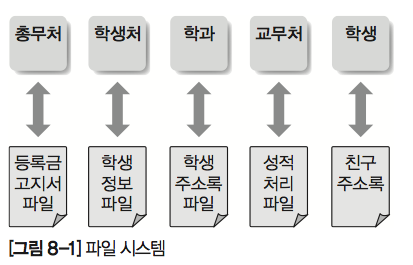 총무처 학생처 학과 교무처 학생
등록금 고지서 파일
학생 정보 파일
학생 주소록 파일
성적 처리 파일
친구 주소록
[그림 8-1] 파일 시스템